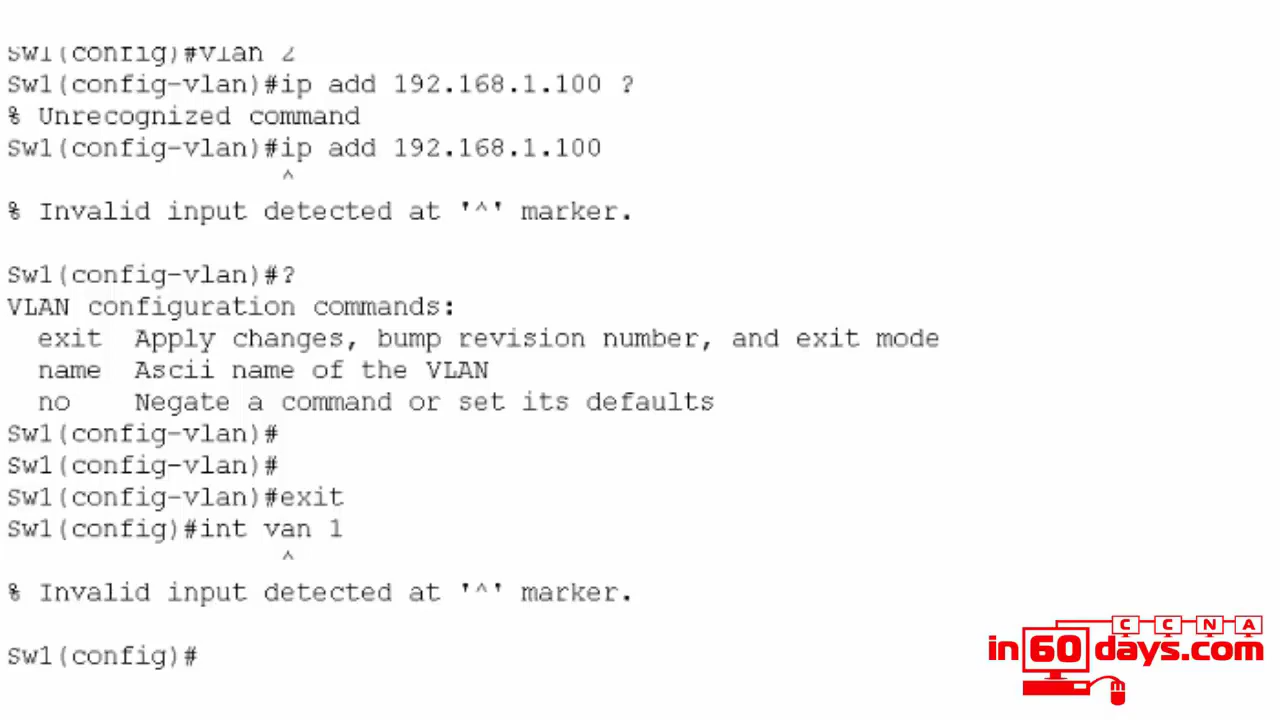 Sw1(config)#vlan 2
Sw1(config-vlan)#ip add 192.168.1.100 ?
% Unrecognized command
Sw1(config-vlan)#ip add 192.168.1.100
^
% Invalid input detected at '^' marker.
Sw1(config-vlan)#?
VLAN configuration commands:
exit Apply changes, bump revision number, and exit mode
name Ascii name of the VLAN
no Negate a command or set its defaults
Sw1(config-vlan)#
Sw1(config-vlan)#
Sw1(config-vlan)#exit
Sw1(config)#int van 1
^
% Invalid input detected at '^' marker.
Sw1(config)#
C C N A
in60days.com